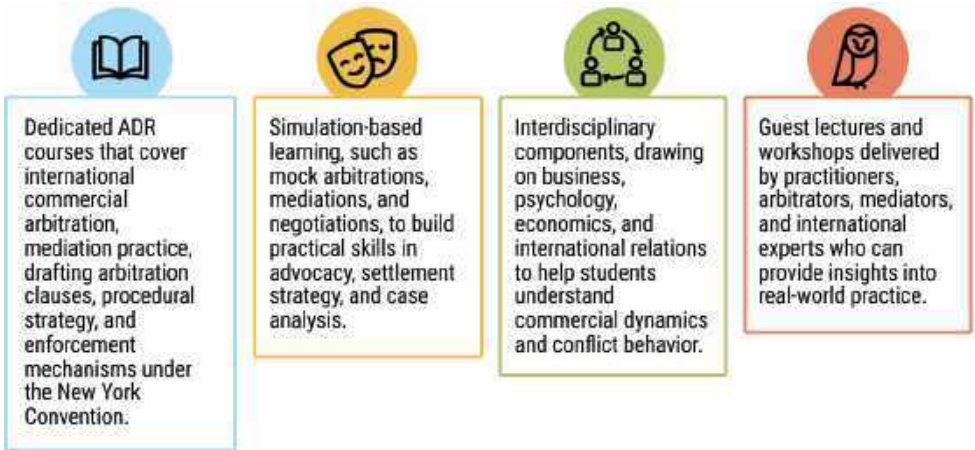 Dedicated ADR
courses that cover
international
commercial
arbitration,
mediation practice,
drafting arbitration
clauses, procedural
strategy, and
enforcement
mechanisms under
the New York
Convention.
Simulation-based
learning, such as
mock arbitrations,
mediations, and
negotiations, to build
practical skills in
advocacy, settlement
strategy, and case
analysis.
Interdisciplinary
components, drawing
on business,
psychology,
economics, and
international relations
to help students
understand
commercial dynamics
and conflict behavior.
Guest lectures and
workshops delivered
by practitioners,
arbitrators, mediators,
and international
experts who can
provide insights into
real-world practice.